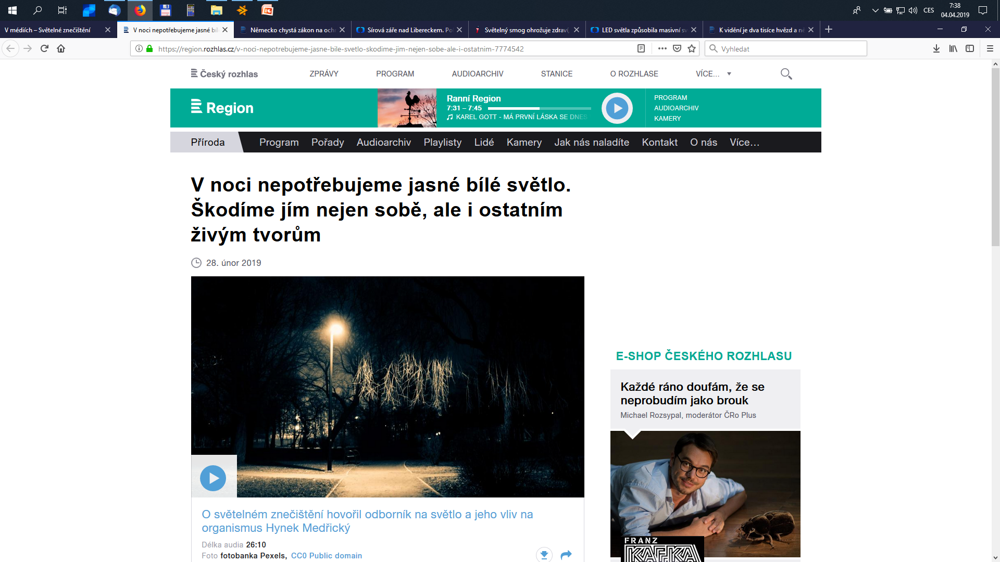 CES
7:38
04.04.2019
V médiích – Světelné znečištění
V noci nepotřebujeme jasné bíl
Německo chystá zákon na och
Sírová záře nad Libereckem. Po
Světelný smog ohrožuje zdraví,
LED světla způsobila masivní sv
K vidění je dva tisíce hvězd a ně
https://region.rozhlas.cz/v-noci-nepotrebujeme-jasne-bile-svetlo-skodime-jim-nejen-sobe-ale-i-ostatnim-7774542
Vyhledat
Český rozhlas
ZPRÁVY
PROGRAM
AUDIOARCHIV
STANICE
O ROZHLASE
VÍCE...
Region
Ranní Region
7:31 – 7:45
KAREL GOTT - MÁ PRVNÍ LÁSKA SE DNES
PROGRAM
AUDIOARCHIV
KAMERY
Příroda
Program
Pořady
Audioarchiv
Playlisty
Lidé
Kamery
Jak nás naladíte
Kontakt
O nás
Více…
V noci nepotřebujeme jasné bílé světlo.
Škodíme jím nejen sobě, ale i ostatním
živým tvorům
28. únor 2019
O světelném znečištění hovořil odborník na světlo a jeho vliv na
organismus Hynek Medřický
Délka audia 26:10
Foto fotobanka Pexels, CC0 Public domain
E-SHOP ČESKÉHO ROZHLASU
Každé ráno doufám, že se
neprobudím jako brouk
Michael Rozsypal, moderátor ČRo Plus
FRANZ
KAFKA